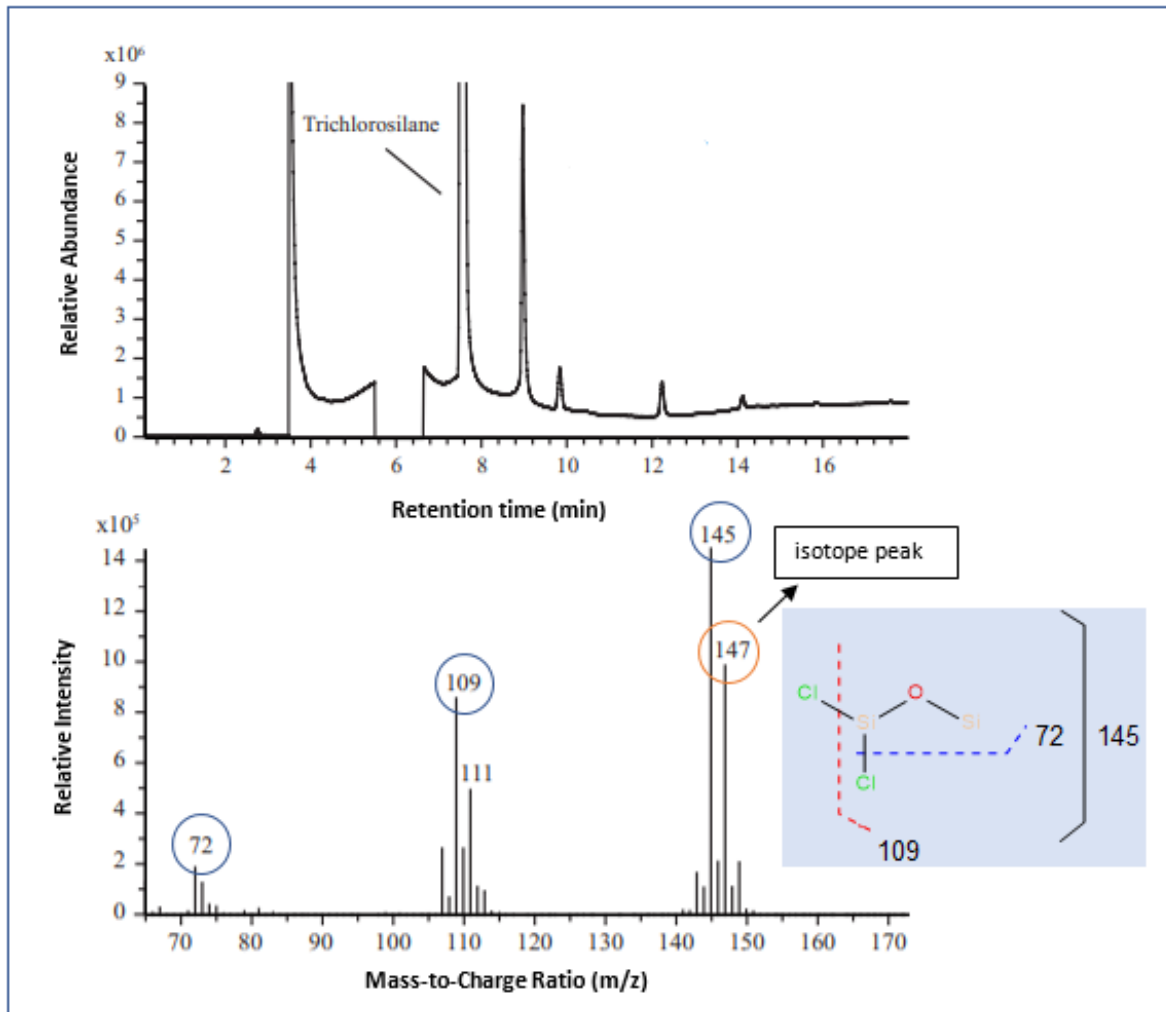 x10⁶
9
8
7
6
5
4
3
2
1
0
Relative Abundance
Trichlorosilane
2 4 6 8 10 12 14 16
Retention time (min)
x10⁵
14
12
10
8
6
4
2
0
Relative Intensity
72
109
111
145
147
isotope peak
Cl
Si
O
Si
Cl
72
145
109
70 80 90 100 110 120 130 140 150 160 170
Mass-to-Charge Ratio (m/z)